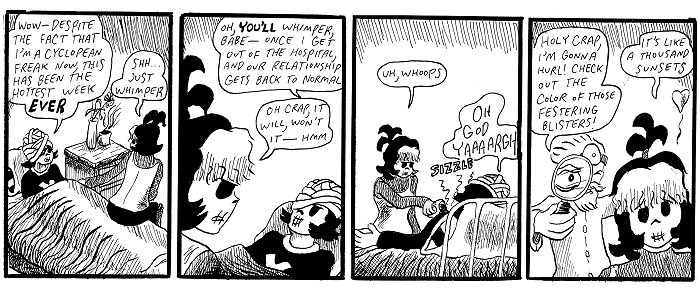 WOW—DESPITE
THE FACT THAT
I'M A CYCLOPEAN
FREAK NOW, THIS
HAS BEEN THE
HOTTEST WEEK
EVER
SHH...
JUST
WHIMPER
OH, YOU'LL WHIMPER,
BABE— ONCE I GET
OUT OF THE HOSPITAL,
AND OUR RELATIONSHIP
GETS BACK TO NORMAL
OH CRAP, IT
WILL, WON'T
IT — HMM
UH, WHOOPS
OH
GOD
YAAAARGH
SIZZLE
HOLY CRAP,
I'M GONNA
HURL! CHECK
OUT THE
COLOR OF THOSE
FESTERING
BLISTERS!
IT'S LIKE
A THOUSAND
SUNSETS